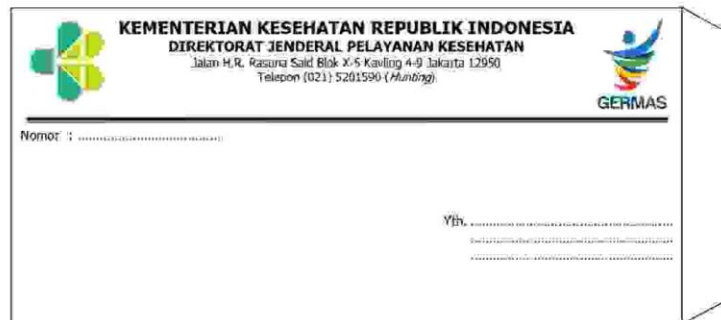 KEMENTERIAN KESEHATAN REPUBLIK INDONESIA
DIREKTORAT JENDERAL PELAYANAN KESEHATAN
Jalan H.R. Rasuna Said Blok X-5 Kavling 4-9 Jakarta 12950
Telepon (021) 5201590 (Hunting)
GERMAS
Nomor : ........................................
Yth. ........................................................
........................................................
........................................................